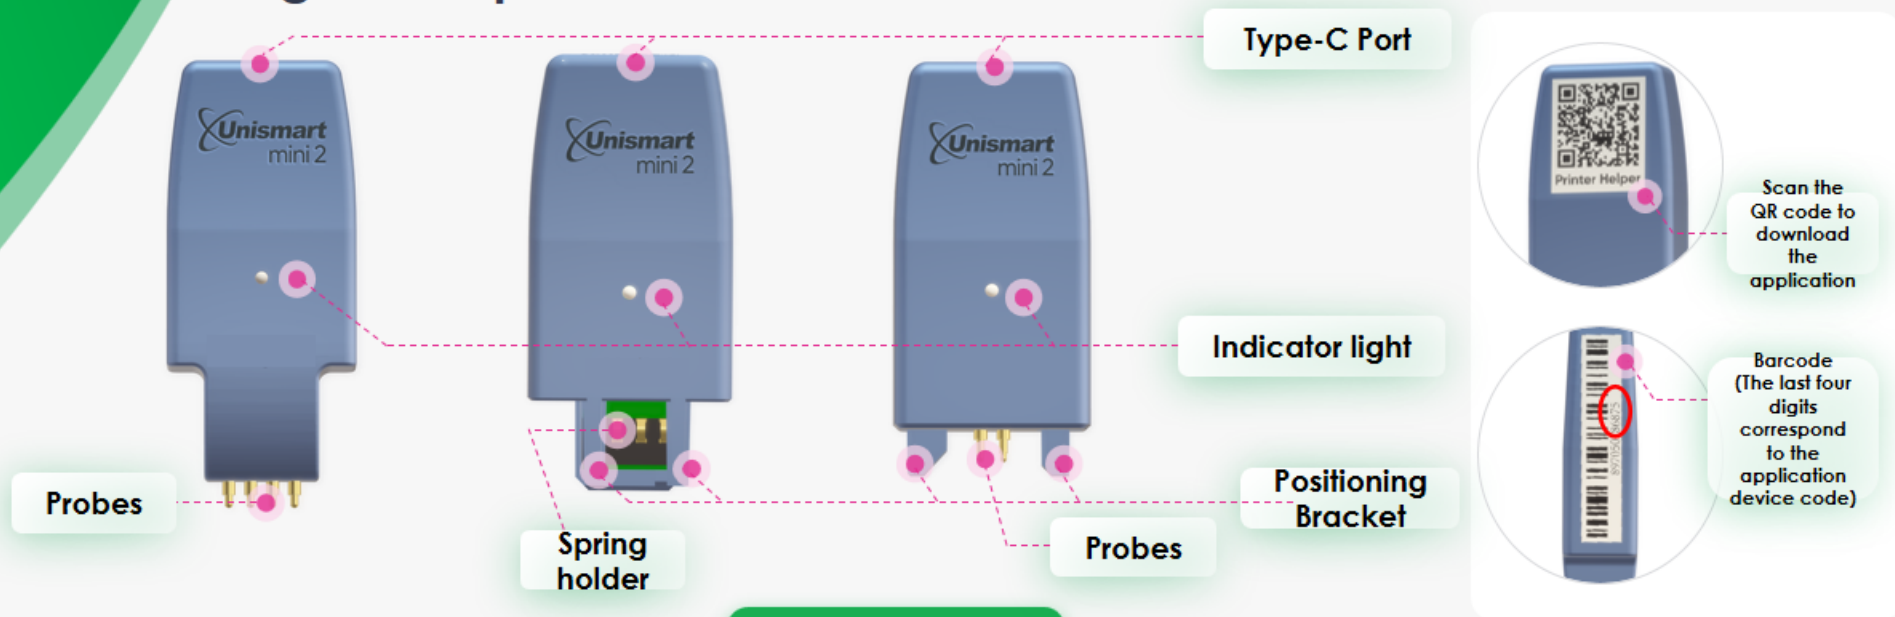 Type-C Port
Unismart
mini 2
Unismart
mini 2
Unismart
mini 2
Indicator light
Probes
Spring
holder
Probes
Positioning
Bracket
Printer Helper
Scan the
QR code to
download
the
application
Barcode
(The last four
digits
correspond
to the
application
device code)